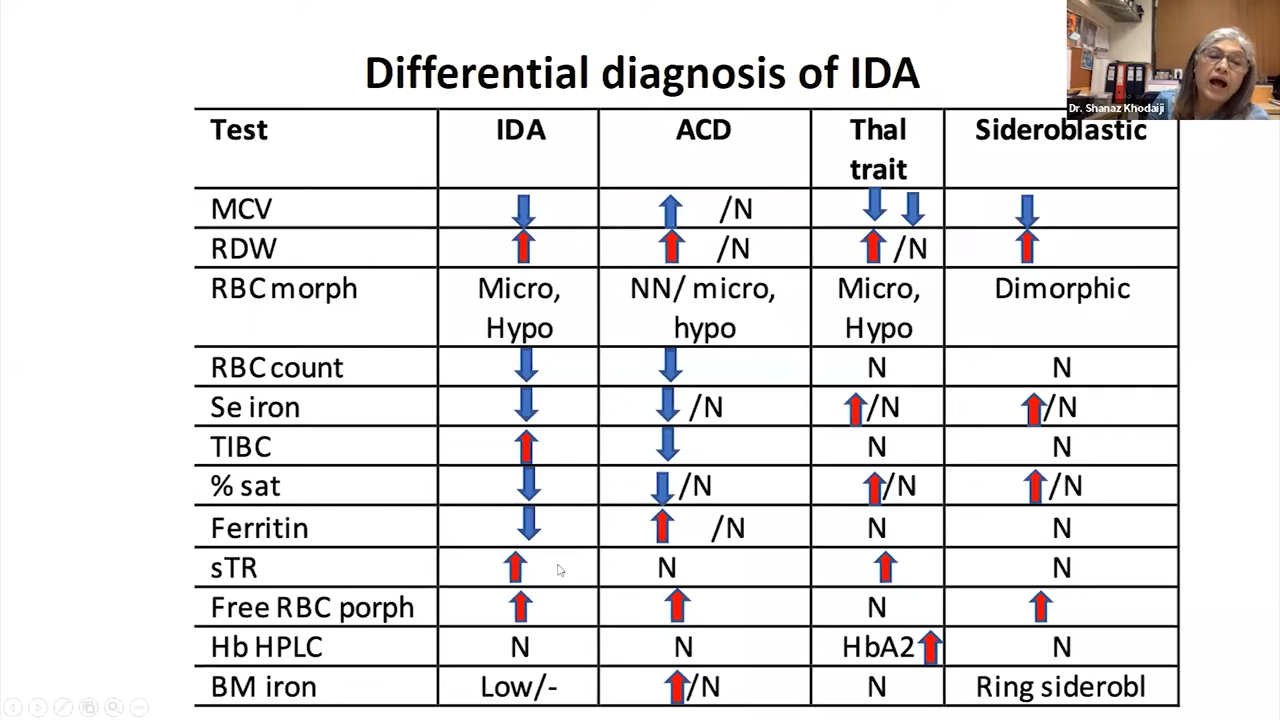 Differential diagnosis of IDA
Dr. Shanaz Khodaiji
Test IDA ACD Thal trait Sideroblastic
MCV ↓ ↑ /N ↓ ↓ ↓
RDW ↑ ↑ /N ↑ /N ↑
RBC morph Micro, Hypo NN/ micro, hypo Micro, Hypo Dimorphic
RBC count ↓ ↓ N N
Se iron ↓ ↓ /N ↑/N ↑/N
TIBC ↑ ↓ N N
% sat ↓ ↓ /N ↑/N ↑/N
Ferritin ↓ ↑ /N N N
sTR ↑ N ↑ N
Free RBC porph ↑ ↑ N ↑
Hb HPLC N N HbA2 ↑ N
BM iron Low/- ↑/N N Ring siderobl